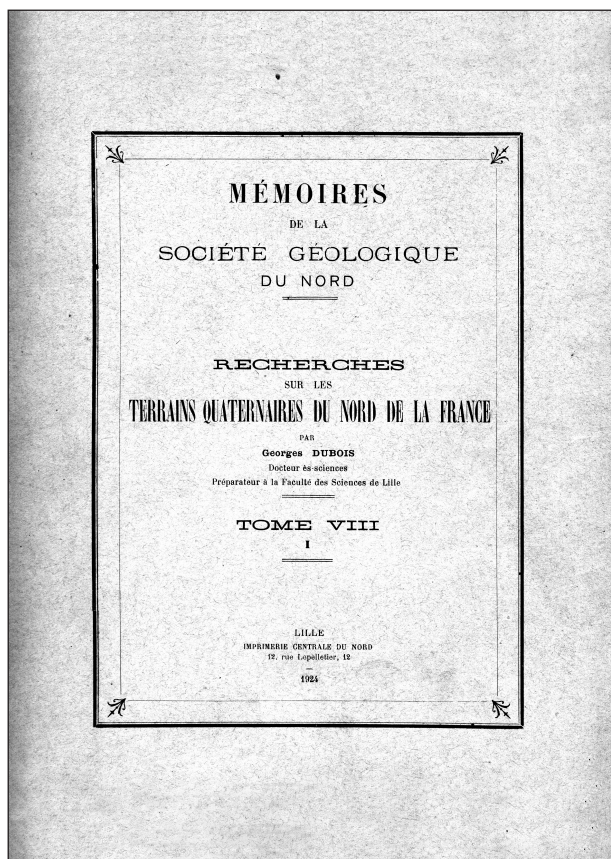 MÉMOIRES
DE LA
SOCIÉTÉ GÉOLOGIQUE
DU NORD
RECHERCHES
SUR LES
TERRAINS QUATERNAIRES DU NORD DE LA FRANCE
PAR
Georges DUBOIS
Docteur ès-sciences
Préparateur à la Faculté des Sciences de Lille
TOME VIII
I
LILLE
IMPRIMERIE CENTRALE DU NORD
12. rue Lepelletier, 12
1924